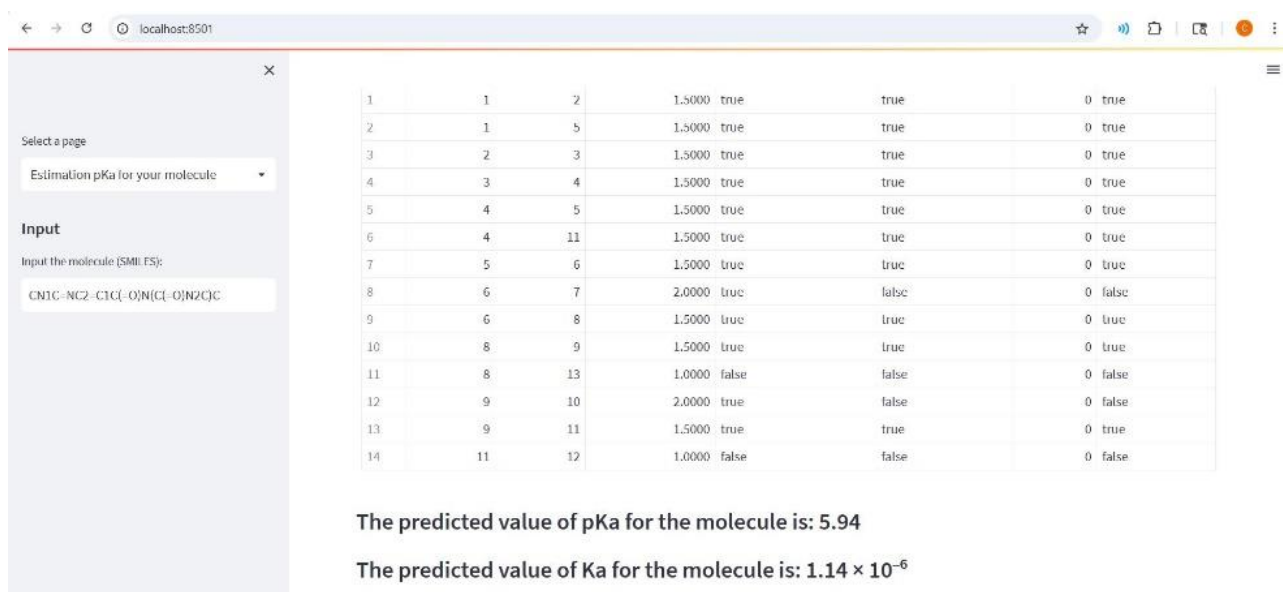 localhost:8501
1 1 2 1.5000 true true 0 true
2 1 5 1.5000 true true 0 true
Select a page
3 2 3 1.5000 true true 0 true
Estimation pKa for your molecule
4 3 4 1.5000 true true 0 true
5 4 5 1.5000 true true 0 true
Input
6 4 11 1.5000 true true 0 true
Input the molecule (SMILES):
7 5 6 1.5000 true true 0 true
CN1C=NC2=C1C(=O)N(C(=O)N2C)C
8 6 7 2.0000 true false 0 false
9 6 8 1.5000 true true 0 true
10 8 9 1.5000 true true 0 true
11 8 13 1.0000 false false 0 false
12 9 10 2.0000 true false 0 false
13 9 11 1.5000 true true 0 true
14 11 12 1.0000 false false 0 false
The predicted value of pKa for the molecule is: 5.94
The predicted value of Ka for the molecule is: 1.14 × 10⁻⁶